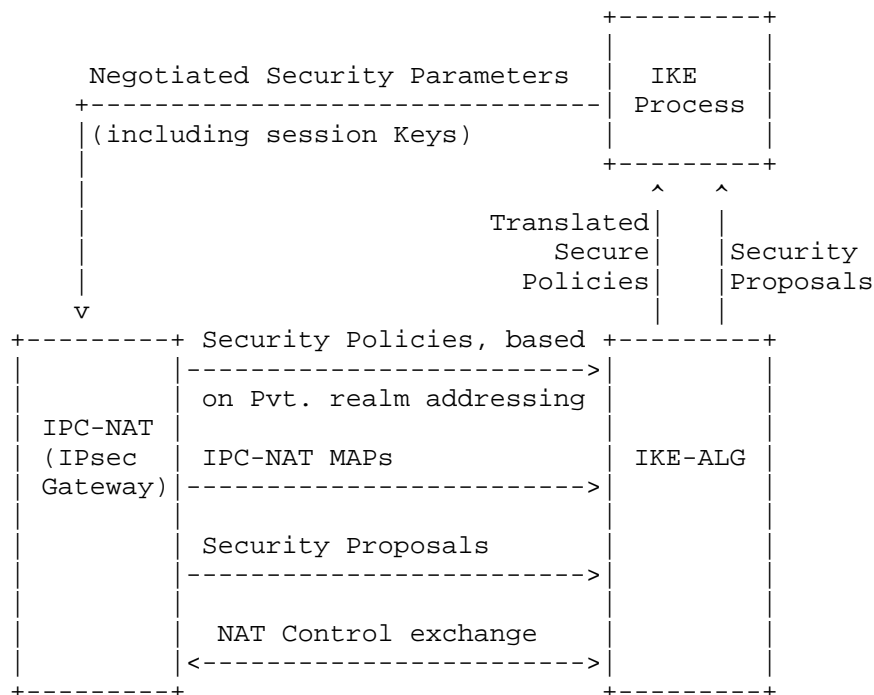 Negotiated Security Parameters
IKE
Process
(including session Keys)
Translated
Secure
Security
Policies
Proposals
Security Policies, based
on Pvt. realm addressing
IPC-NAT
(IPsec
IPC-NAT MAPs
IKE-ALG
Gateway)
Security Proposals
NAT Control exchange